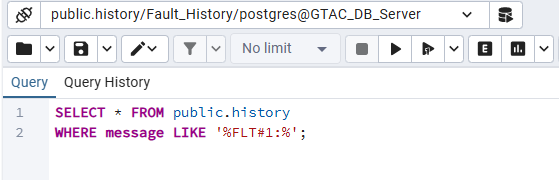 public.history/Fault_History/postgres@GTAC_DB_Server
No limit
E
Query Query History
1 SELECT * FROM public.history
2 WHERE message LIKE '%FLT#1:%';